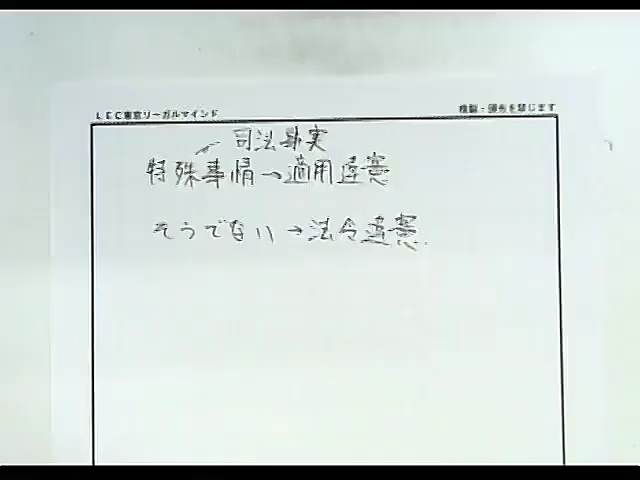 LEC東京リーガルマインド
複製・頒布を禁じます
司法事実
特殊事情→適用違憲
そうでない→法令違憲